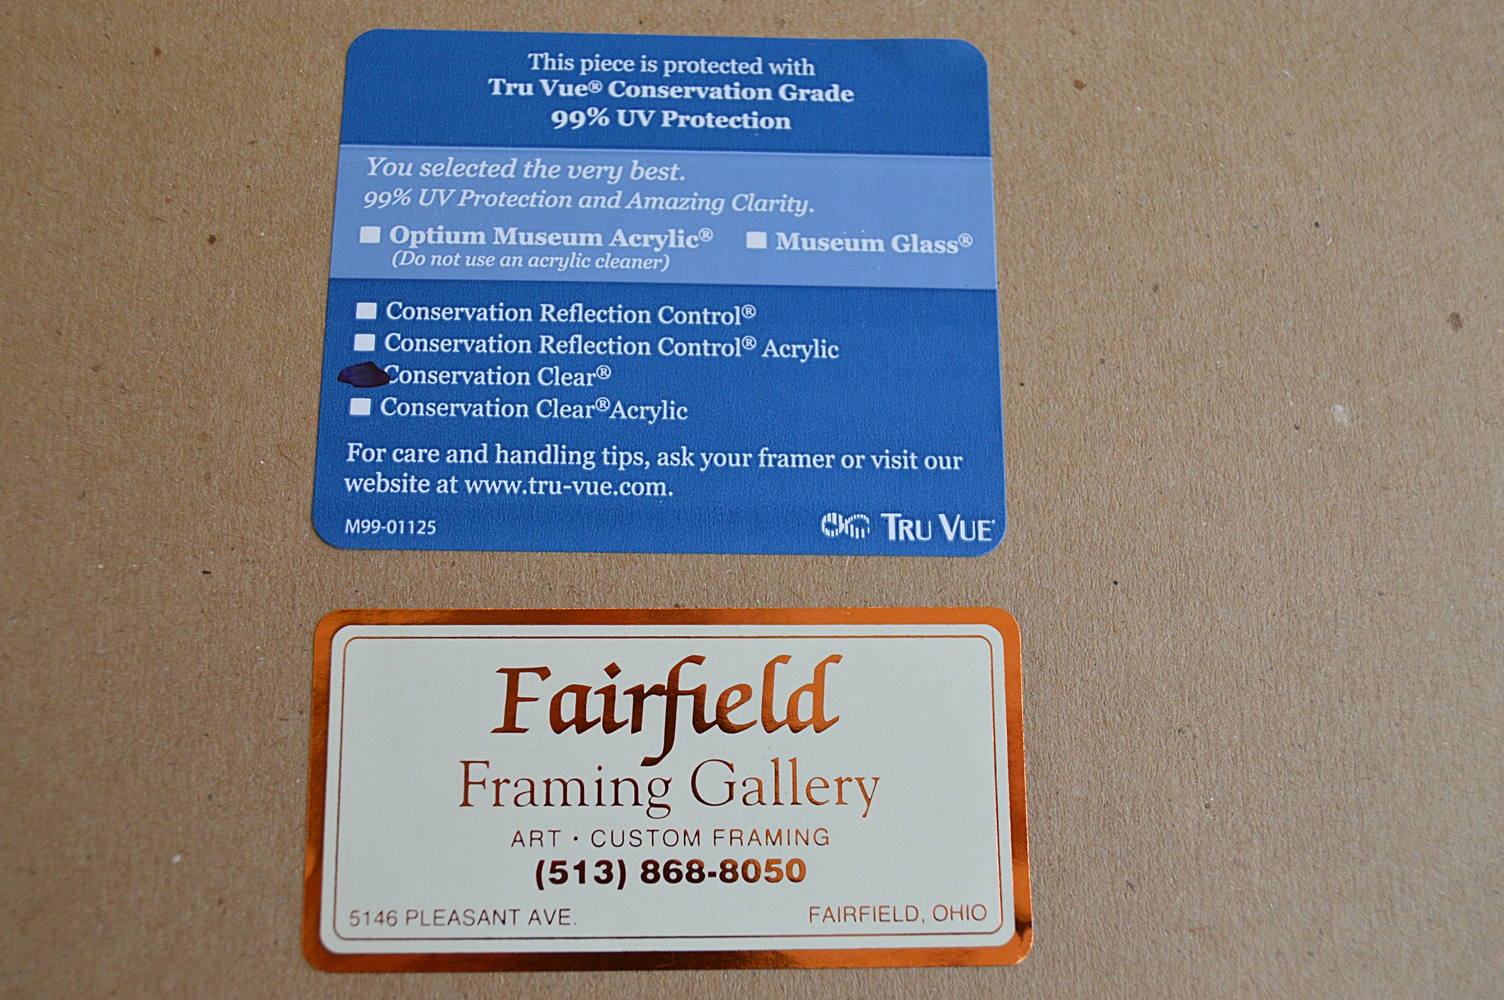 This piece is protected with
Tru Vue® Conservation Grade
99% UV Protection
You selected the very best.
99% UV Protection and Amazing Clarity.
Optium Museum Acrylic® Museum Glass®
(Do not use an acrylic cleaner)
Conservation Reflection Control®
Conservation Reflection Control® Acrylic
Conservation Clear®
Conservation Clear® Acrylic
For care and handling tips, ask your framer or visit our
website at www.tru-vue.com.
M99-01125 TRU VUE
Fairfield
Framing Gallery
ART · CUSTOM FRAMING
(513) 868-8050
5146 PLEASANT AVE. FAIRFIELD, OHIO